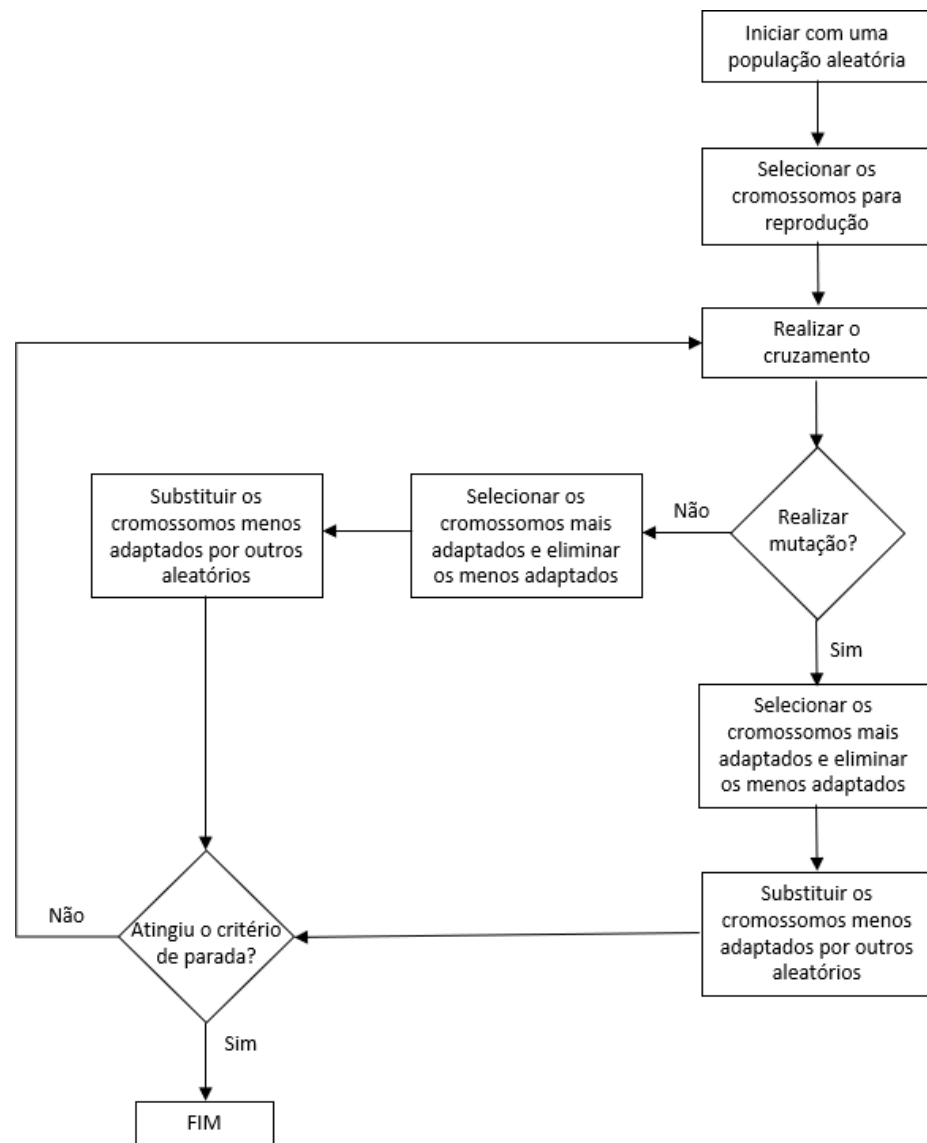 Iniciar com uma
população aleatória
Selecionar os
cromossomos para
reprodução
Realizar o
cruzamento
Realizar
mutação?
Não
Selecionar os
cromossomos mais
adaptados e eliminar
os menos adaptados
Substituir os
cromossomos menos
adaptados por outros
aleatórios
Sim
Selecionar os
cromossomos mais
adaptados e eliminar
os menos adaptados
Substituir os
cromossomos menos
adaptados por outros
aleatórios
Atingiu o critério
de parada?
Não
Sim
FIM